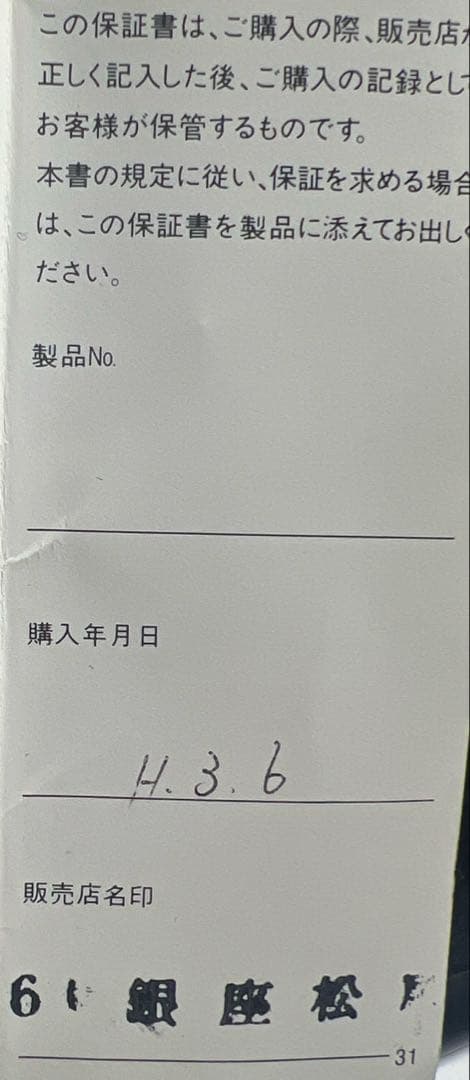 この保証書は、ご購入の際、販売店が
正しく記入した後、ご購入の記録とし
お客様が保管するものです。
本書の規定に従い、保証を求める場合
は、この保証書を製品に添えてお出しく
ださい。
製品No.
購入年月日
H.3.6
販売店名印
6 銀座松
31